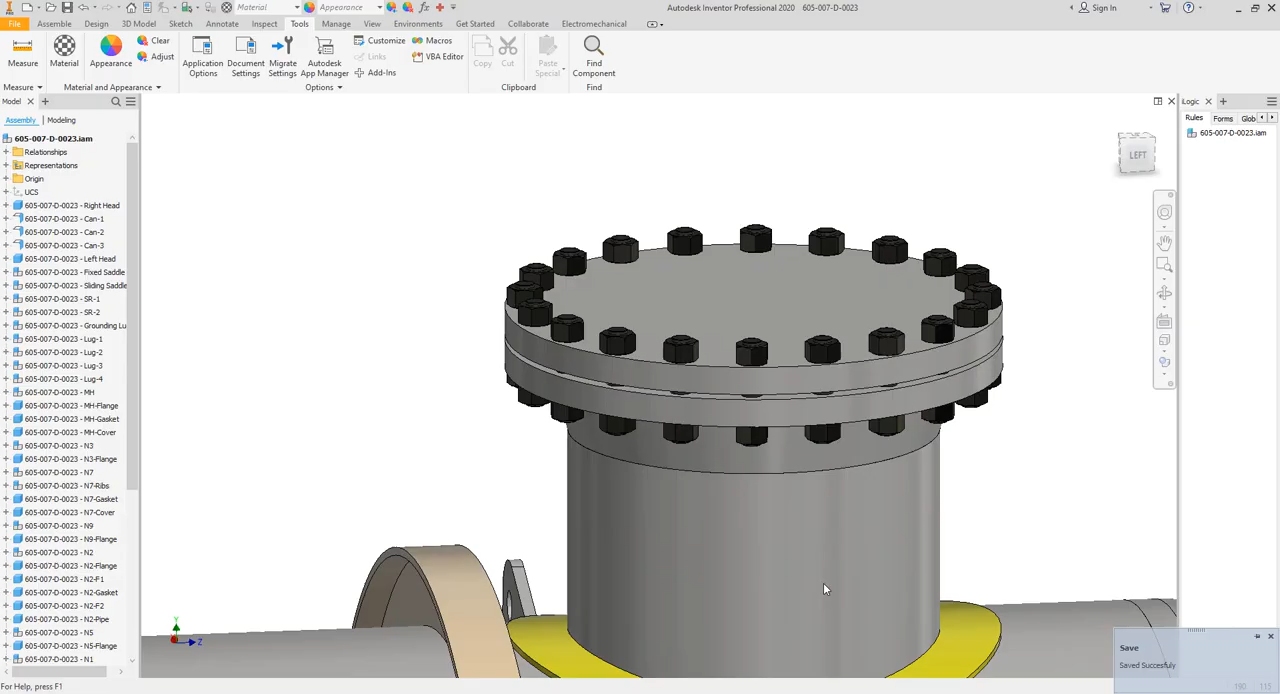 Material
Appearance
Autodesk Inventor Professional 2020 605-007-D-0023
Sign In
File
Assemble
Design
3D Model
Sketch
Annotate
Inspect
Tools
Manage
View
Environments
Get Started
Collaborate
Electromechanical
Measure
Material
Appearance
Clear
Adjust
Application Options
Document Settings
Migrate Settings
Autodesk App Manager
Customize
Links
Add-Ins
Macros
VBA Editor
Copy
Cut
Paste Special
Find Component
Measure
Material and Appearance
Options
Clipboard
Find
Model
Assembly
Modeling
605-007-D-0023.iam
Relationships
Representations
Origin
UCS
605-007-D-0023 - Right Head
605-007-D-0023 - Can-1
605-007-D-0023 - Can-2
605-007-D-0023 - Can-3
605-007-D-0023 - Left Head
605-007-D-0023 - Fixed Saddle
605-007-D-0023 - Sliding Saddle
605-007-D-0023 - SR-1
605-007-D-0023 - SR-2
605-007-D-0023 - Grounding Lu
605-007-D-0023 - Lug-1
605-007-D-0023 - Lug-2
605-007-D-0023 - Lug-3
605-007-D-0023 - Lug-4
605-007-D-0023 - MH
605-007-D-0023 - MH-Flange
605-007-D-0023 - MH-Gasket
605-007-D-0023 - MH-Cover
605-007-D-0023 - N3
605-007-D-0023 - N3-Flange
605-007-D-0023 - N7
605-007-D-0023 - N7-Ribs
605-007-D-0023 - N7-Gasket
605-007-D-0023 - N7-Cover
605-007-D-0023 - N9
605-007-D-0023 - N9-Flange
605-007-D-0023 - N2
605-007-D-0023 - N2-Flange
605-007-D-0023 - N2-F1
605-007-D-0023 - N2-Gasket
605-007-D-0023 - N2-F2
605-007-D-0023 - N2-Pipe
605-007-D-0023 - N5
605-007-D-0023 - N5-Flange
605-007-D-0023 - N1
LEFT
Y
Z
iLogic
Rules
Forms
Glob
605-007-D-0023.iam
Save
Saved Succesfuly
For Help, press F1
190
115